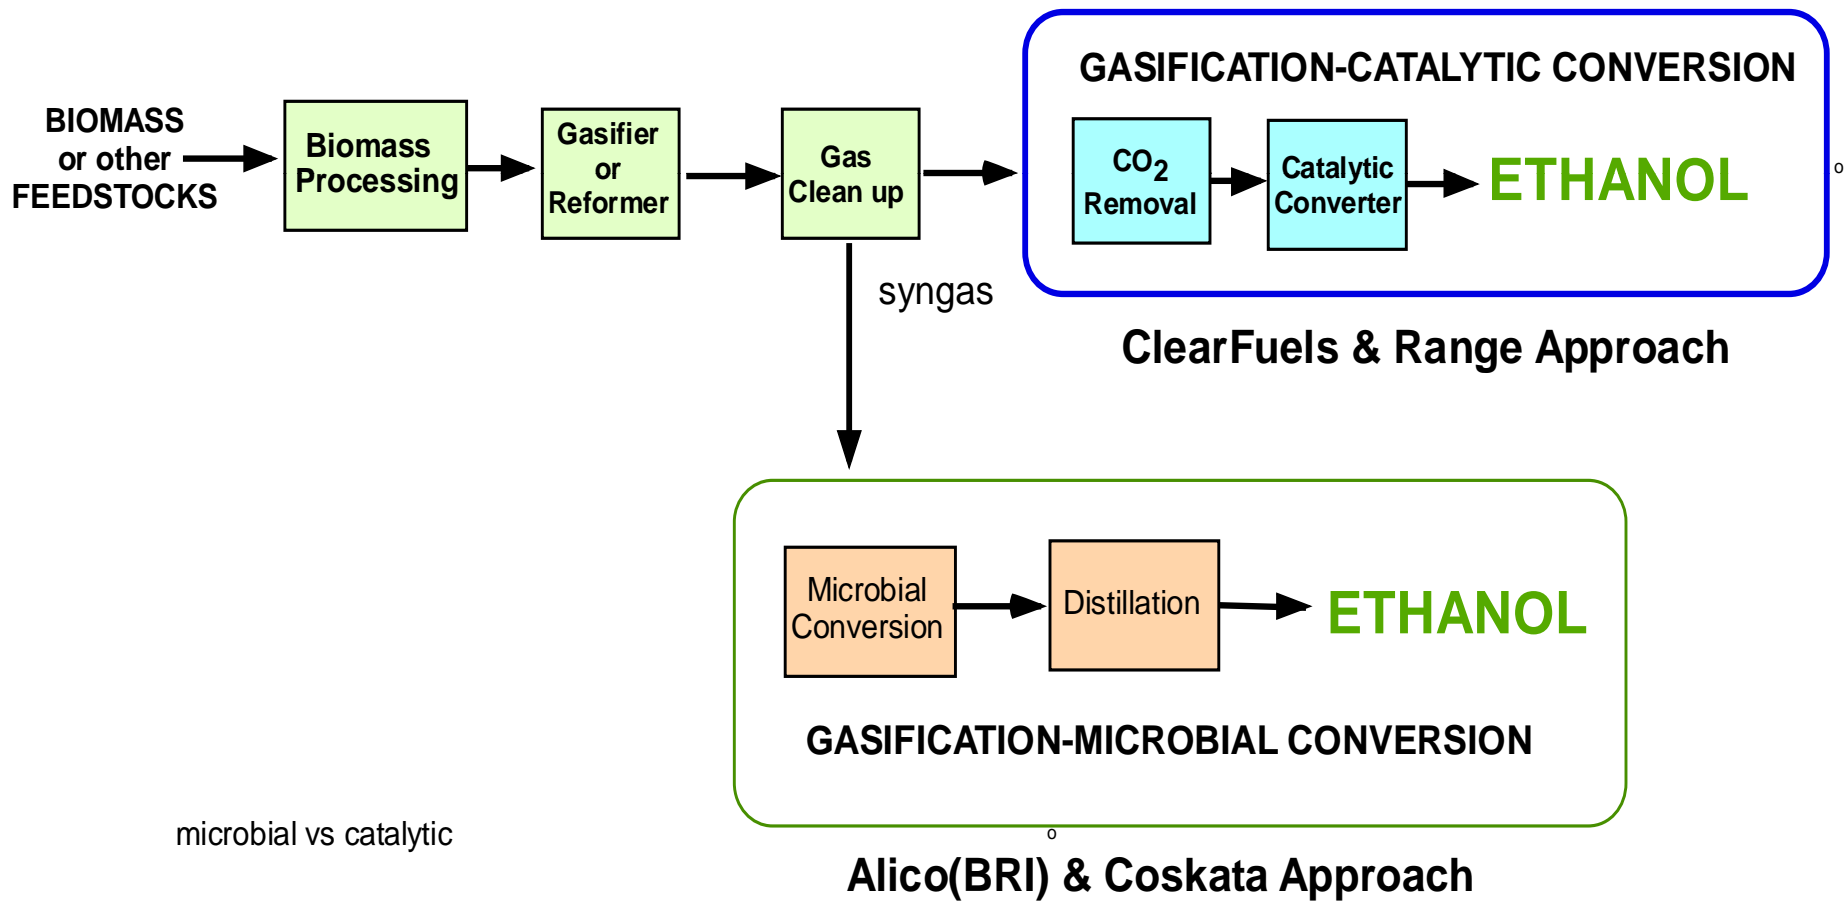 GASIFICATION-CATALYTIC CONVERSION
BIOMASS
or other
FEEDSTOCKS
Biomass
Processing
Gasifier
or
Reformer
Gas
Clean up
CO2
Removal
Catalytic
Converter
ETHANOL
o
syngas
ClearFuels & Range Approach
Microbial
Conversion
Distillation
ETHANOL
GASIFICATION-MICROBIAL CONVERSION
microbial vs catalytic
o
Alico(BRI) & Coskata Approach